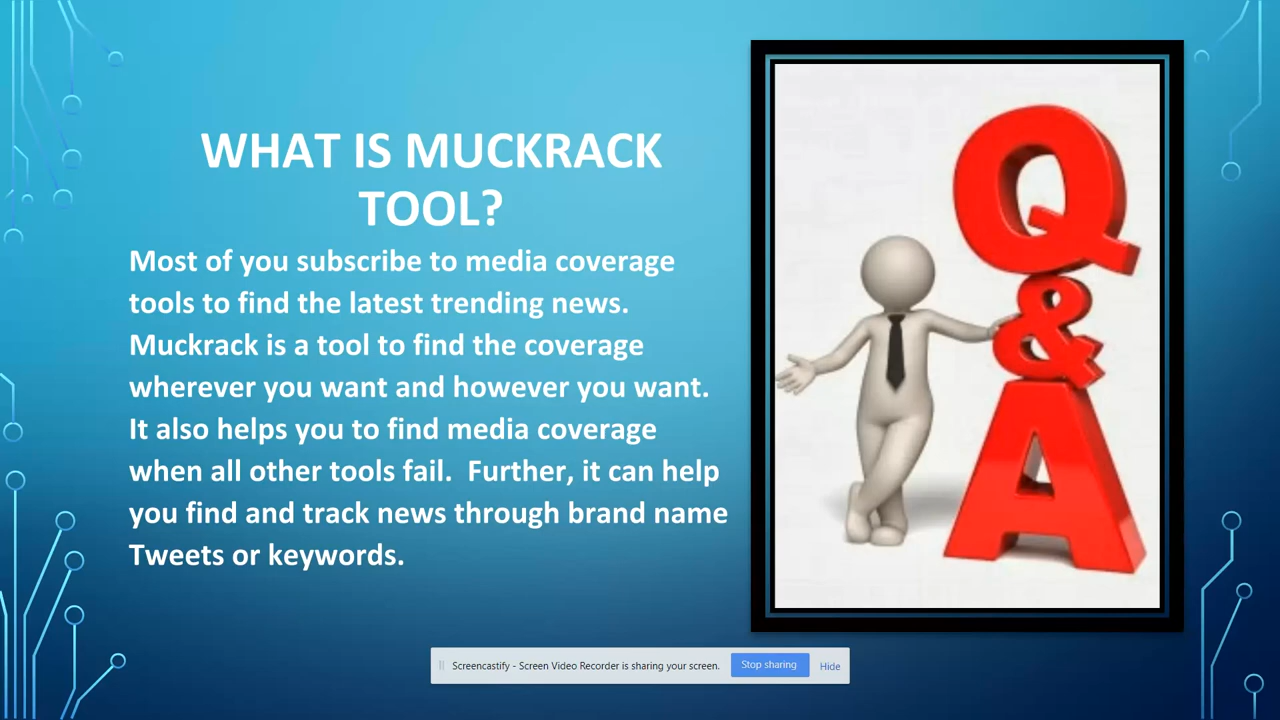 WHAT IS MUCKRACK
TOOL?
Most of you subscribe to media coverage
tools to find the latest trending news.
Muckrack is a tool to find the coverage
wherever you want and however you want.
It also helps you to find media coverage
when all other tools fail.  Further, it can help
you find and track news through brand name
Tweets or keywords.
Q
&
A
Screencastify - Screen Video Recorder is sharing your screen. Stop sharing Hide